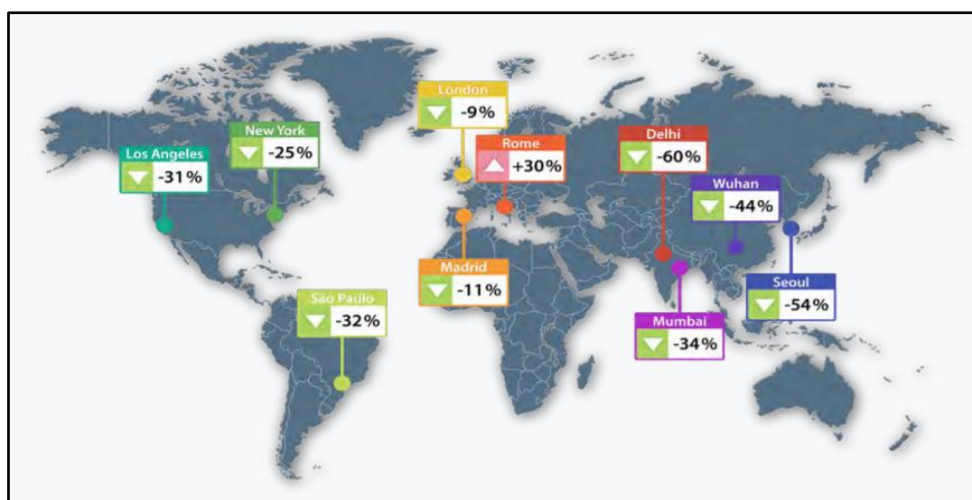 London
-9%
New York
-25%
Rome
+30%
Delhi
-60%
Los Angeles
-31%
Wuhan
-44%
Madrid
-11%
Seoul
-54%
São Paulo
-32%
Mumbai
-34%